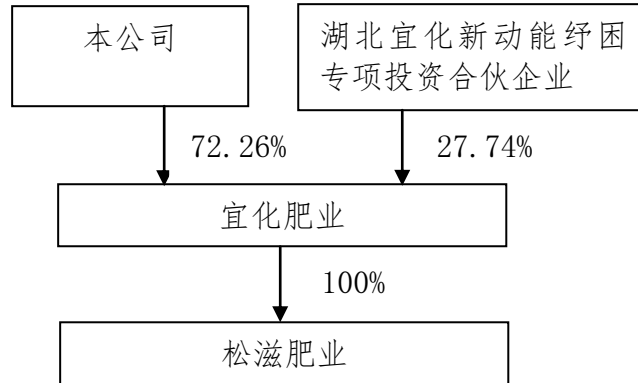 本公司
湖北宜化新动能纾困
专项投资合伙企业
72.26%
27.74%
宜化肥业
100%
松滋肥业